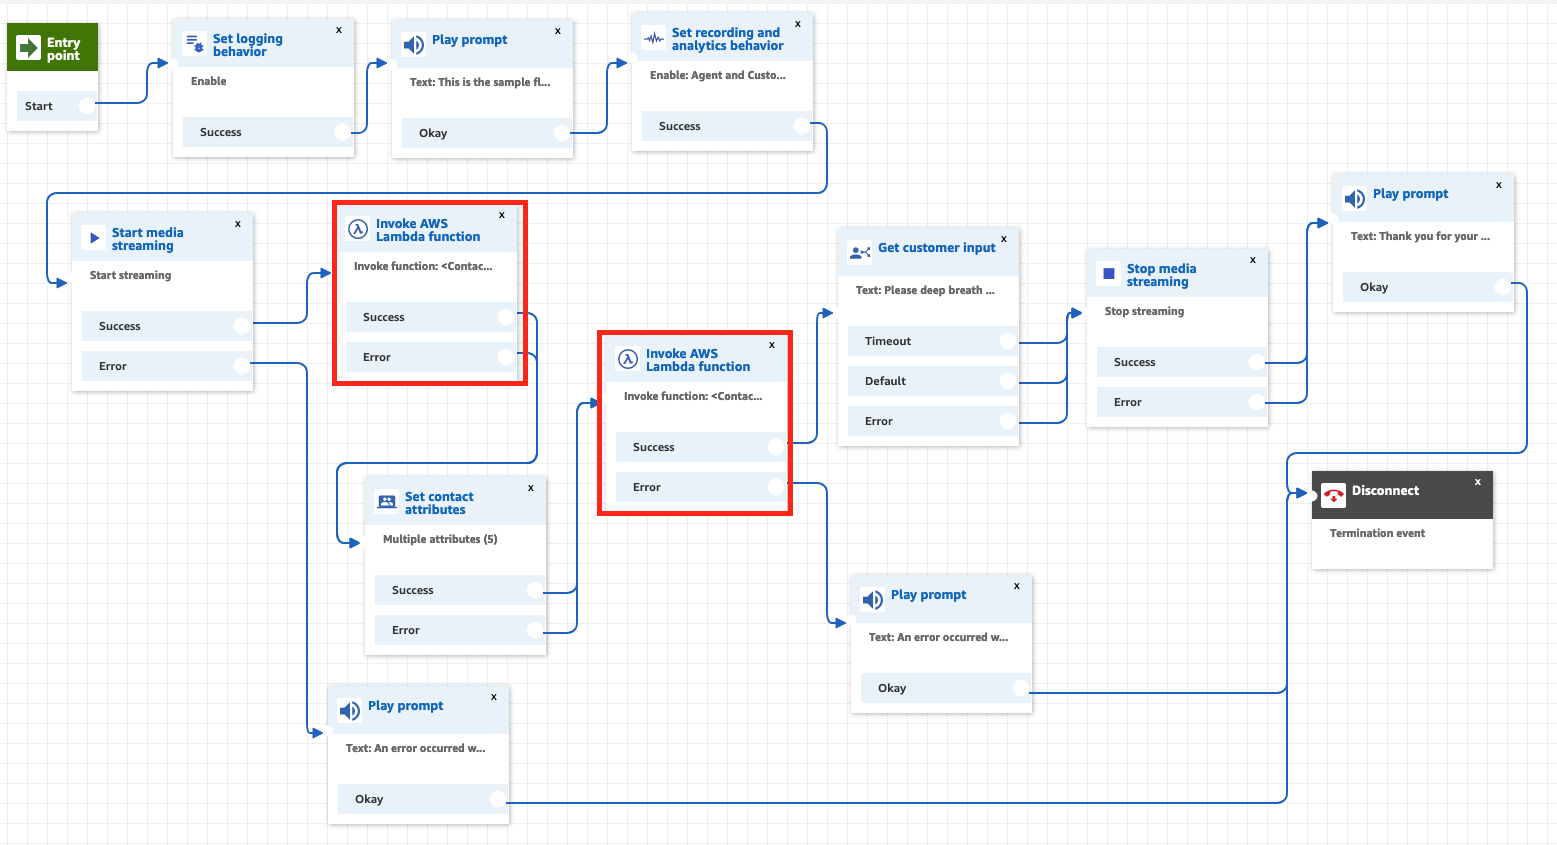 Entry
point
Start
x
Set logging
behavior
Enable
Success
x
Play prompt
Text: This is the sample fl...
Okay
x
Set recording and
analytics behavior
Enable: Agent and Custo...
Success
x
Start media
streaming
Start streaming
Success
Error
x
Invoke AWS
Lambda function
Invoke function: <Contac...
Success
Error
x
Set contact
attributes
Multiple attributes (5)
Success
Error
x
Invoke AWS
Lambda function
Invoke function: <Contac...
Success
Error
x
Get customer input
Text: Please deep breath ...
Timeout
Default
Error
x
Stop media
streaming
Stop streaming
Success
Error
x
Play prompt
Text: Thank you for your ...
Okay
x
Disconnect
Termination event
x
Play prompt
Text: An error occurred w...
Okay
x
Play prompt
Text: An error occurred w...
Okay